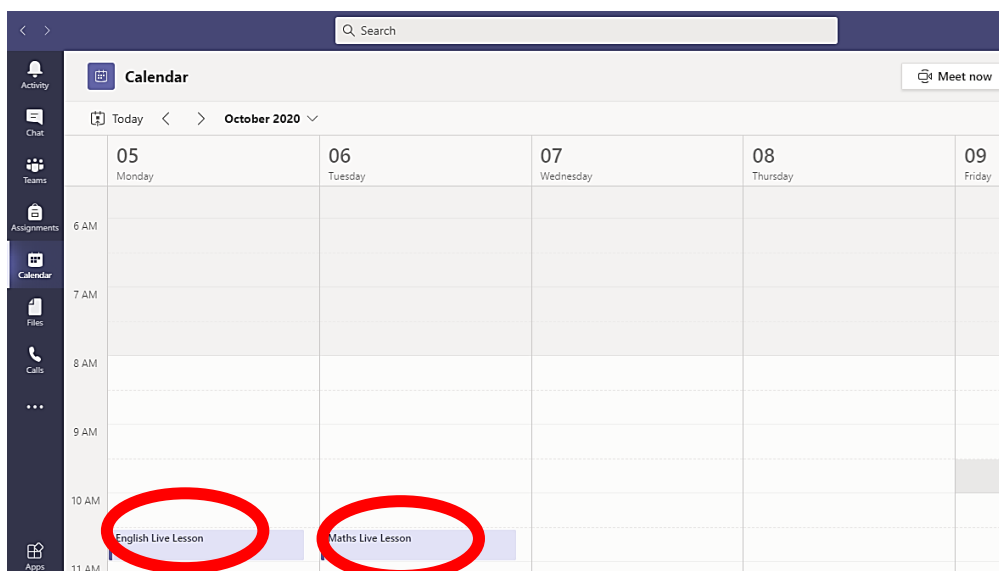 Search
Activity
Calendar
Meet now
Chat
Today
October 2020
Teams
05
06
07
08
09
Monday
Tuesday
Wednesday
Thursday
Friday
Assignments
6 AM
Calendar
7 AM
Files
8 AM
Calls
9 AM
10 AM
English Live Lesson
Maths Live Lesson
Apps
11 AM